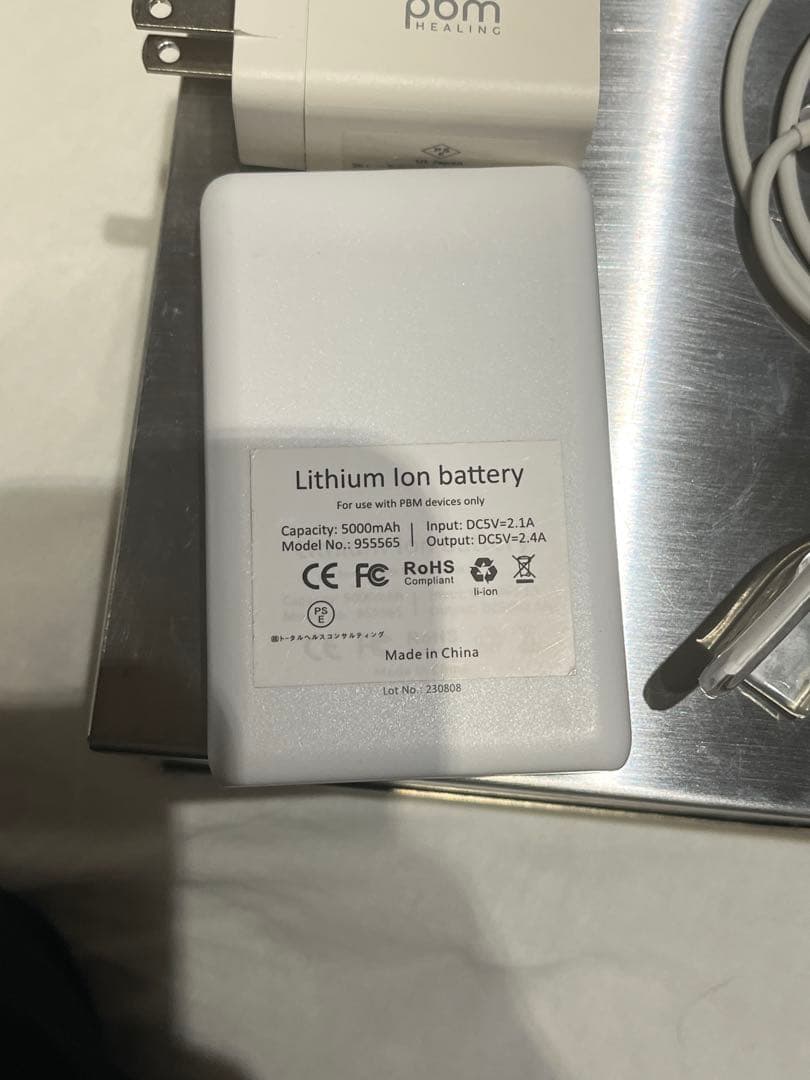 pbm
HEALING
PS
E
Lithium Ion battery
For use with PBM devices only
Capacity: 5000mAh | Input: DC5V=2.1A
Model No.: 955565 | Output: DC5V=2.4A
CE FC RoHS
Compliant
li-ion
PS
E
㈱トータルヘルスコンサルティング
Made in China
Lot No.: 230808